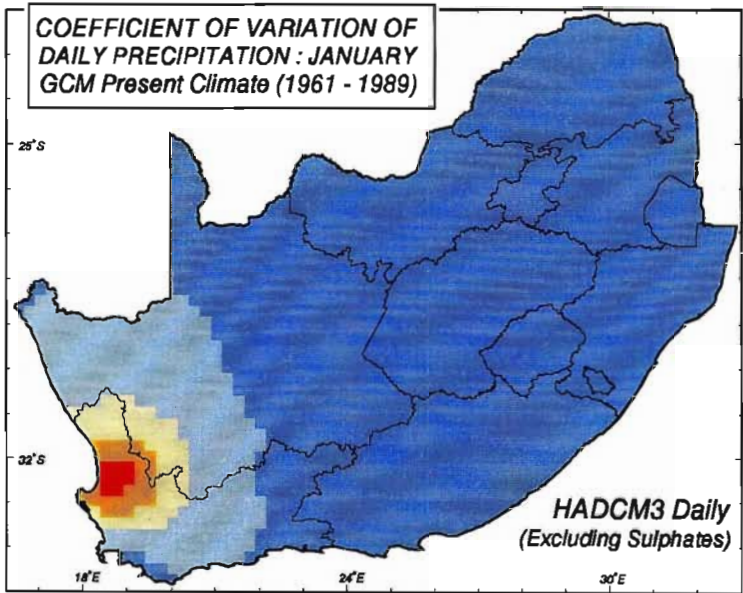 COEFFICIENT OF VARIATION OF
DAILY PRECIPITATION : JANUARY
GCM Present Climate (1961 - 1989)
25°S
32°S
HADCM3 Daily
(Excluding Sulphates)
18°E
24°E
30°E